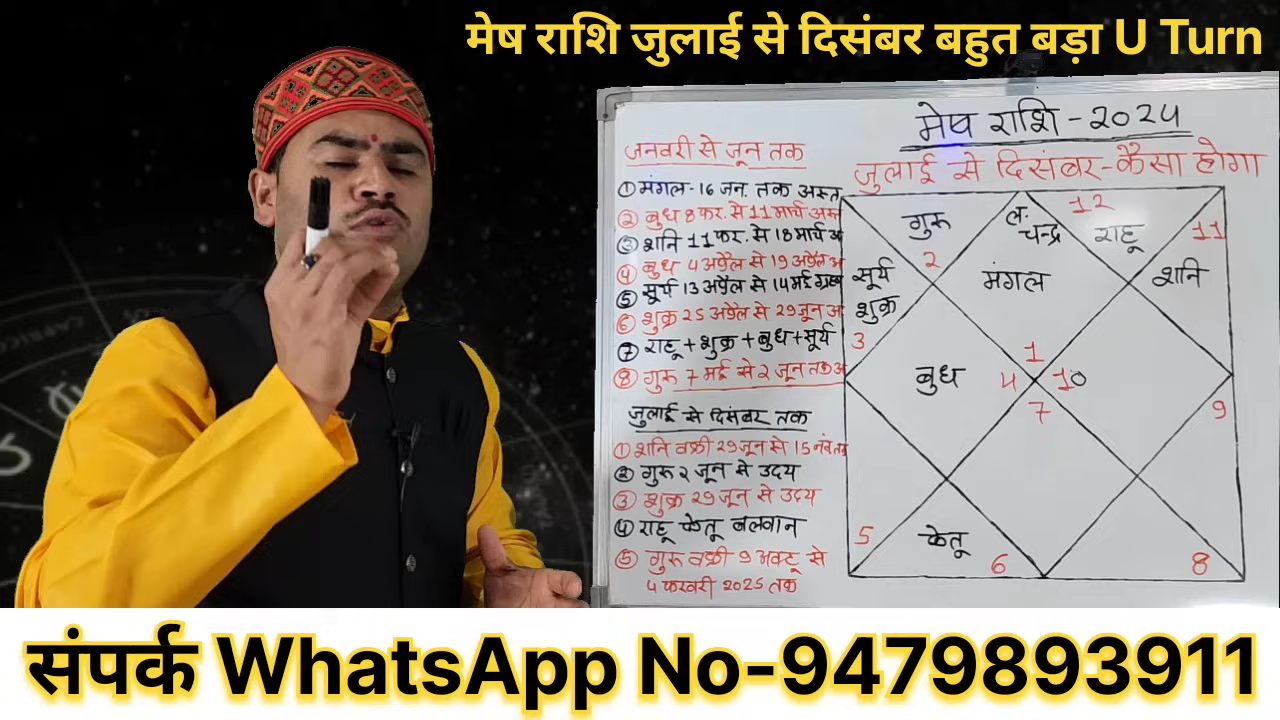 मेष राशि जुलाई से दिसंबर बहुत बड़ा U Turn
मेष राशि - २०२५
जुलाई से दिसंबर - कैसा होगा
जनवरी से जून तक
① मंगल - 16 जन. तक अस्त
② बुध 8 फर. से 11 मार्च अस्त
③ शनि 11 फर. से 18 मार्च अ
④ बुध 4 अप्रैल से 19 अप्रैल अ
⑤ सूर्य 13 अप्रैल से 14 मई ग्रहण
⑥ शुक्र 25 अप्रैल से 29 जून अ
⑦ राहू + शुक्र + बुध + सूर्य
⑧ गुरु 7 मई से 2 जून तक अ
जुलाई से दिसंबर तक
① शनि वक्री 29 जून से 15 नवं. तक
② गुरु २ जून से उदय
③ शुक्र 29 जून से उदय
④ राहू केतू बलवान
⑤ गुरु वक्री 9 अक्टू से
4 फरवरी 2025 तक
गुरु
ल.
चन्द्र
12
राहू
11
2
सूर्य
शुक्र
मंगल
शनि
3
1
बुध
4
10
7
9
5
केतू
6
8
संपर्क WhatsApp No-9479893911